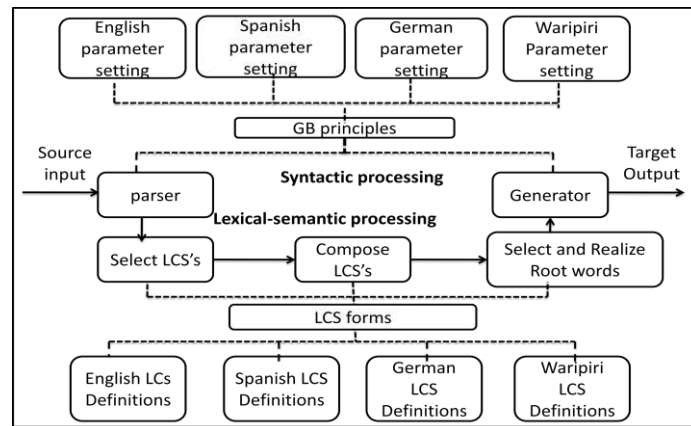 English
parameter
setting
Spanish
parameter
setting
German
parameter
setting
Waripiri
Parameter
setting
GB principles
Source
input
Target
Output
Syntactic processing
parser
Generator
Lexical-semantic processing
Select LCS's
Compose
LCS's
Select and Realize
Root words
LCS forms
English LCs
Definitions
Spanish LCS
Definitions
German
LCS
Definitions
Waripiri
LCS
Definitions